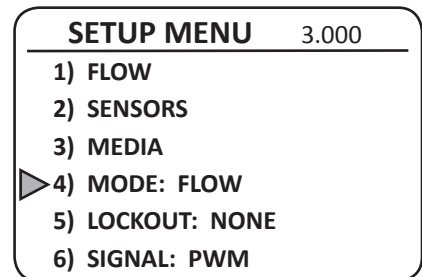 SETUP MENU 3.000
1) FLOW
2) SENSORS
3) MEDIA
4) MODE: FLOW
5) LOCKOUT: NONE
6) SIGNAL: PWM